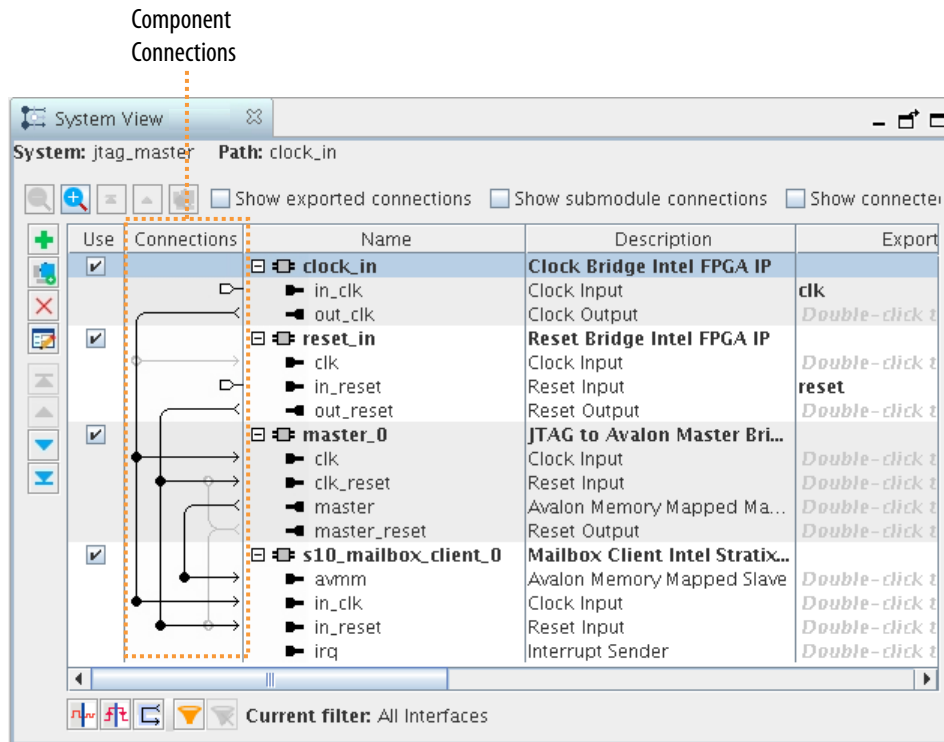 Component
Connections
System View
System: jtag_master Path: clock_in
Show exported connections Show submodule connections Show
Use Connections Name Description Export
clock_in Clock Bridge Intel FPGA IP
in_clk Clock Input clk
out_clk Clock Output Double-click
reset_in Reset Bridge Intel FPGA IP
clk Clock Input Double-click
in_reset Reset Input reset
out_reset Reset Output Double-click
master_0 JTAG to Avalon Master Bri...
clk Clock Input Double-click
clk_reset Reset Input Double-click
master Avalon Memory Mapped Ma... Double-click
master_reset Reset Output Double-click
s10_mailbox_client_0 Mailbox Client Intel Stratix...
avmm Avalon Memory Mapped Slave Double-click
in_clk Clock Input Double-click
in_reset Reset Input Double-click
irq Interrupt Sender Double-click
Current filter: All Interfaces